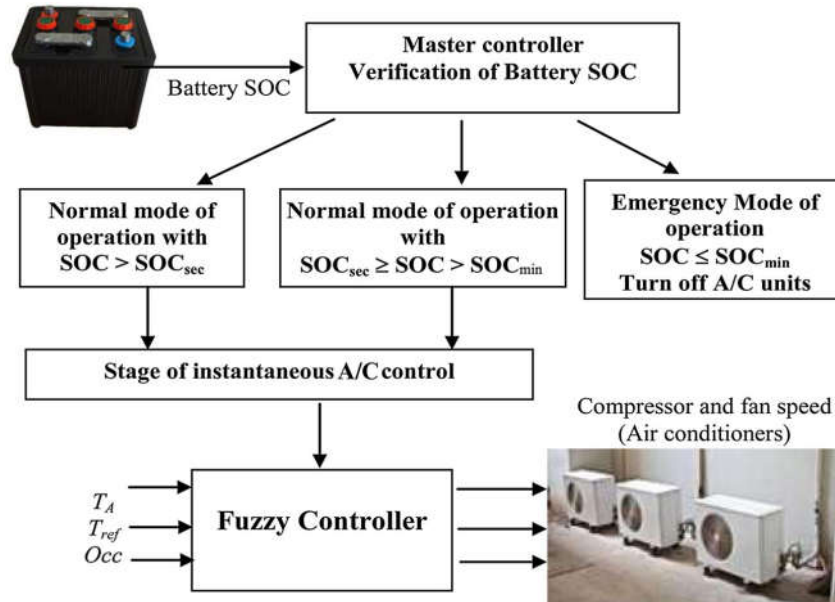 Battery SOC
Master controller
Verification of Battery SOC
Normal mode of
operation with
SOC > SOCsec
Normal mode of operation
with
SOCsec ≥ SOC > SOCmin
Emergency Mode of
operation
SOC ≤ SOCmin
Turn off A/C units
Stage of instantaneous A/C control
Compressor and fan speed
(Air conditioners)
TA
Tref
Occ
Fuzzy Controller